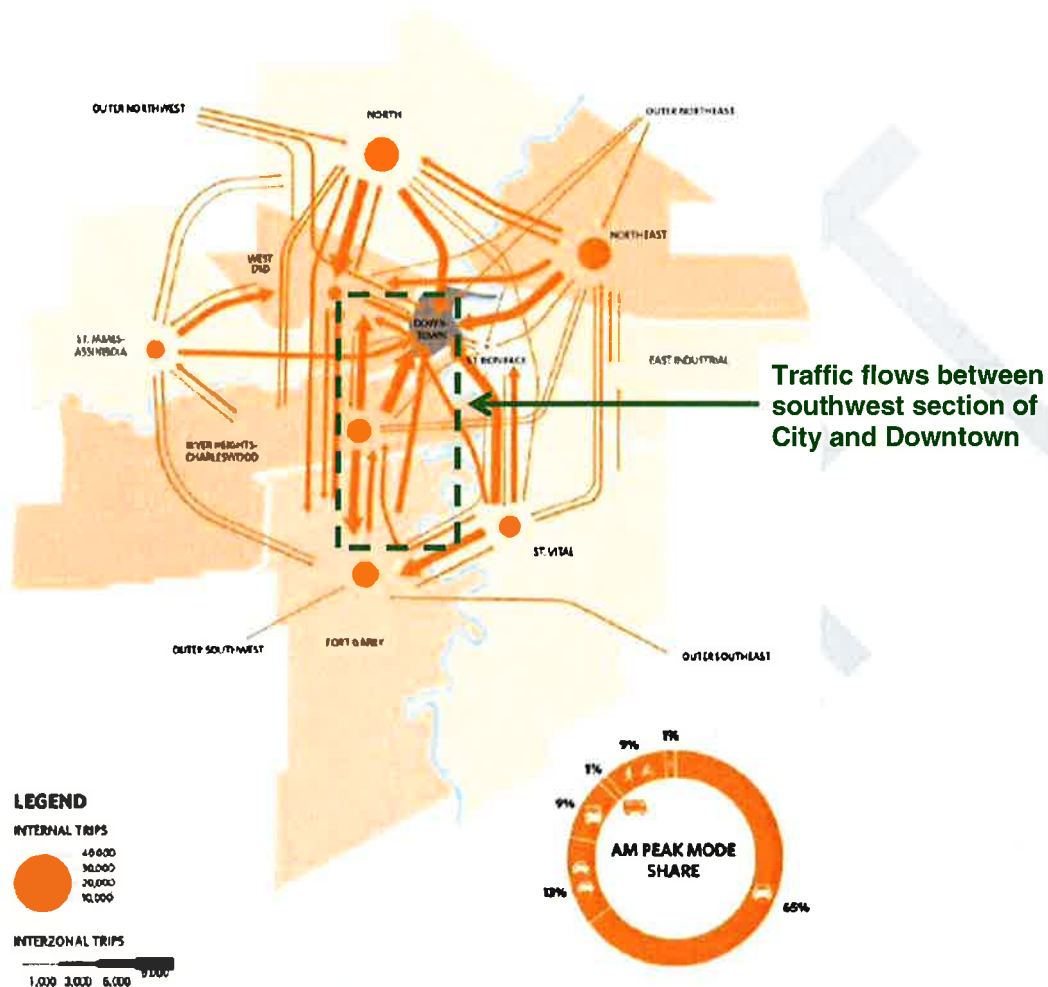 OUTER NORTHWEST
NORTH
OUTER NORTHEAST
NORTHEAST
WEST
END
DOWN-
TOWN
ST. JAMES-
ASSINIBOIA
ST. BONIFACE
EAST INDUSTRIAL
Traffic flows between
southwest section of
City and Downtown
RIVER HEIGHTS-
CHARLESWOOD
ST. VITAL
OUTER SOUTHWEST
FORT GARRY
OUTER SOUTHEAST
LEGEND
INTERNAL TRIPS
40,000
30,000
20,000
10,000
INTERZONAL TRIPS
1,000 3,000 6,000 9,000
1%
9%
1%
9%
13%
65%
AM PEAK MODE
SHARE